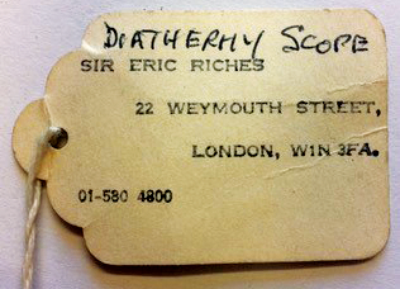 DIATHERMY SCOPE
SIR ERIC RICHES
22 WEYMOUTH STREET,
LONDON, W1N 3FA.
01-580 4800